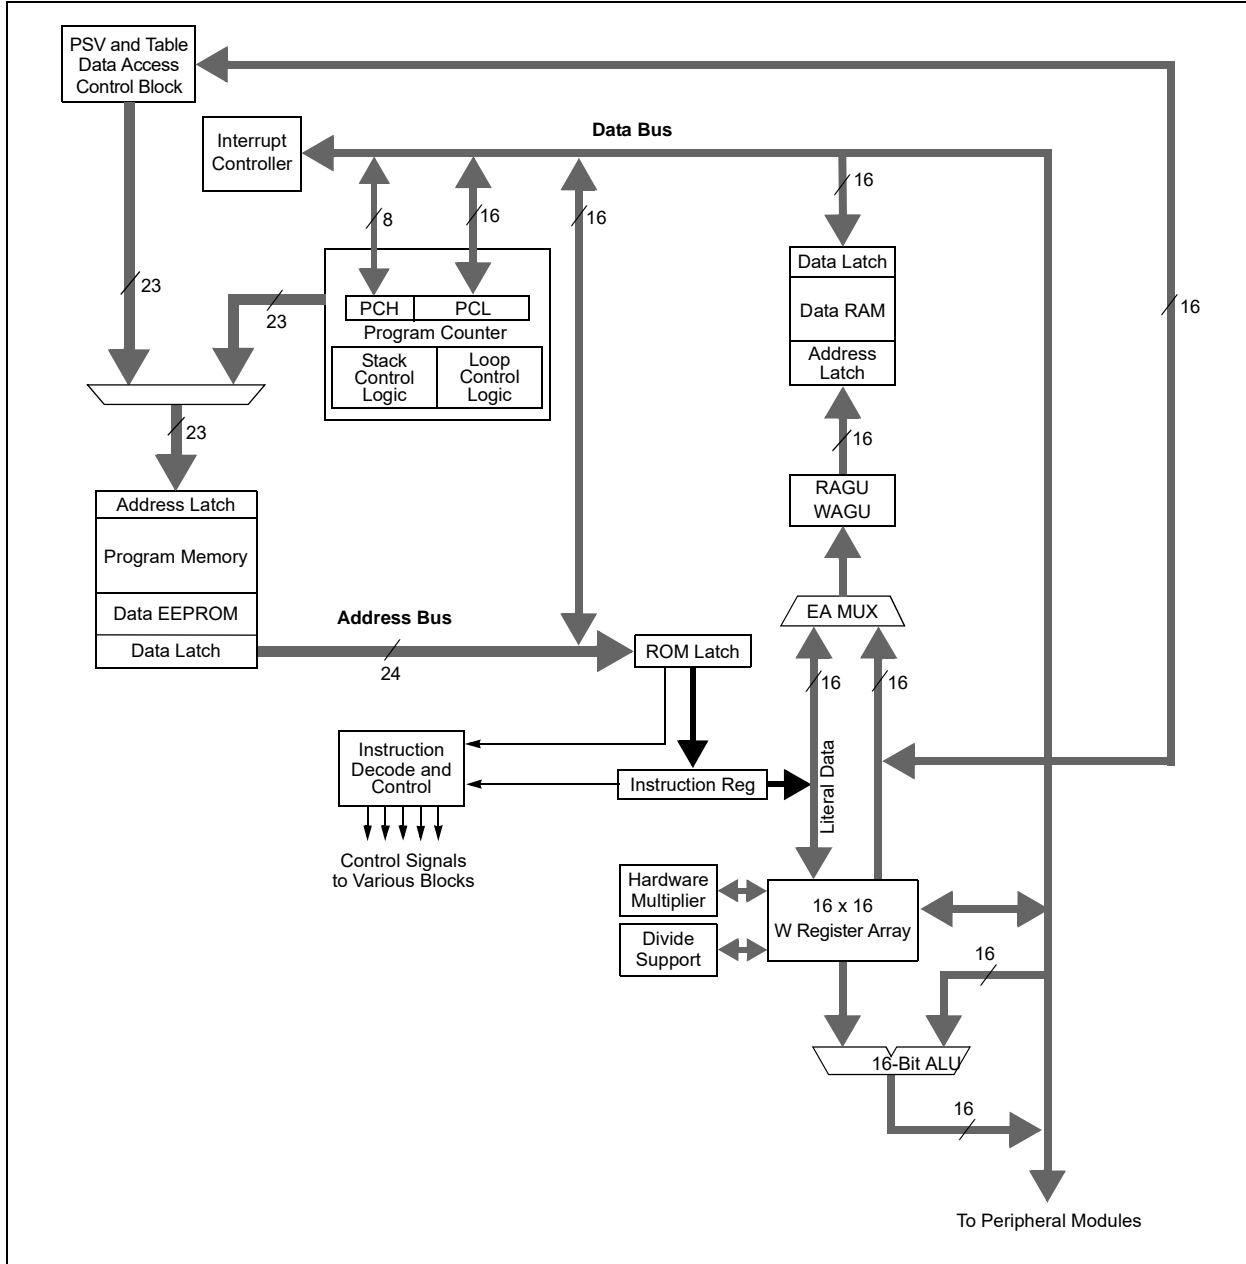 PSV and Table
Data Access
Control Block
Interrupt
Controller
Data Bus
16
8
16
16
23
23
16
PCH
PCL
Program Counter
Stack
Control
Logic
Loop
Control
Logic
Data Latch
Data RAM
Address
Latch
23
16
RAGU
WAGU
Address Latch
Program Memory
Data EEPROM
Data Latch
Address Bus
24
EA MUX
ROM Latch
16
16
Literal Data
Instruction
Decode and
Control
Instruction Reg
Control Signals
to Various Blocks
Hardware
Multiplier
Divide
Support
16 x 16
W Register Array
16
16-Bit ALU
16
To Peripheral Modules